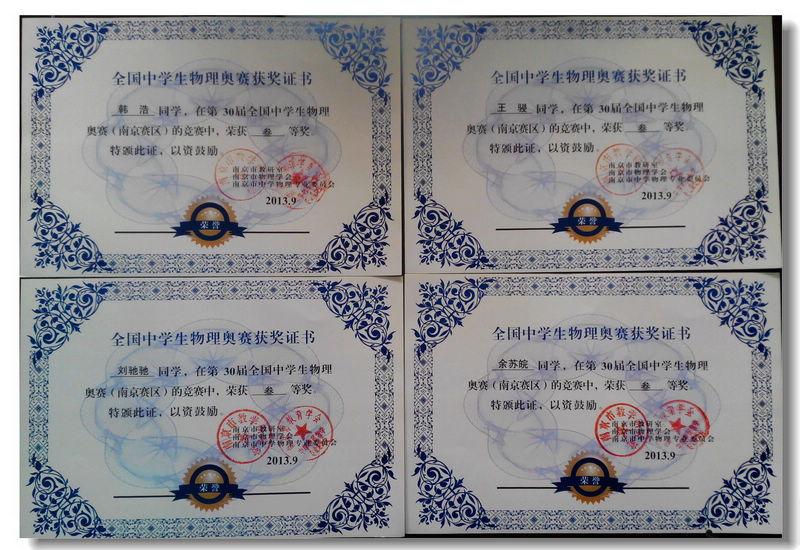 全国中学生物理奥赛获奖证书
韩浩 同学，在第30届全国中学生物理
奥赛（南京赛区）的竞赛中，荣获 叁 等奖
特颁此证，以资鼓励
南京市教研室
南京市物理学会
南京市中学物理专业委员会
2013.9
荣誉
全国中学生物理奥赛获奖证书
王骎 同学，在第30届全国中学生物理
奥赛（南京赛区）的竞赛中，荣获 叁 等奖
特颁此证，以资鼓励
南京市教研室
南京市物理学会
南京市中学物理专业委员会
2013.9
荣誉
全国中学生物理奥赛获奖证书
刘驰驰 同学，在第30届全国中学生物理
奥赛（南京赛区）的竞赛中，荣获 叁 等奖
特颁此证，以资鼓励
南京市教研室
南京市物理学会
南京市中学物理专业委员会
2013.9
荣誉
全国中学生物理奥赛获奖证书
余苏皖 同学，在第30届全国中学生物理
奥赛（南京赛区）的竞赛中，荣获 叁 等奖
特颁此证，以资鼓励
南京市教研室
南京市物理学会
南京市中学物理专业委员会
2013.9
荣誉